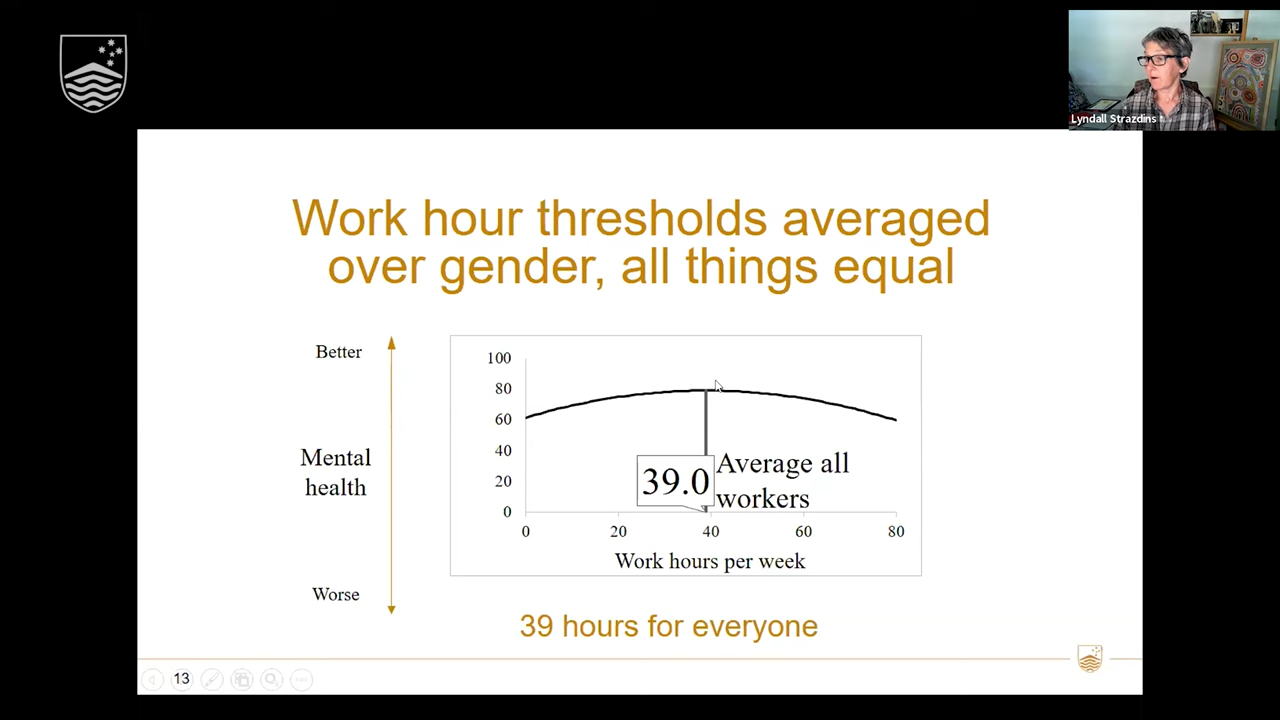 Lyndall Strazdins
Work hour thresholds averaged
over gender, all things equal
Better
Mental
health
Worse
100
80
60
40
20
0
39.0
Average all
workers
0 20 40 60 80
Work hours per week
39 hours for everyone
13